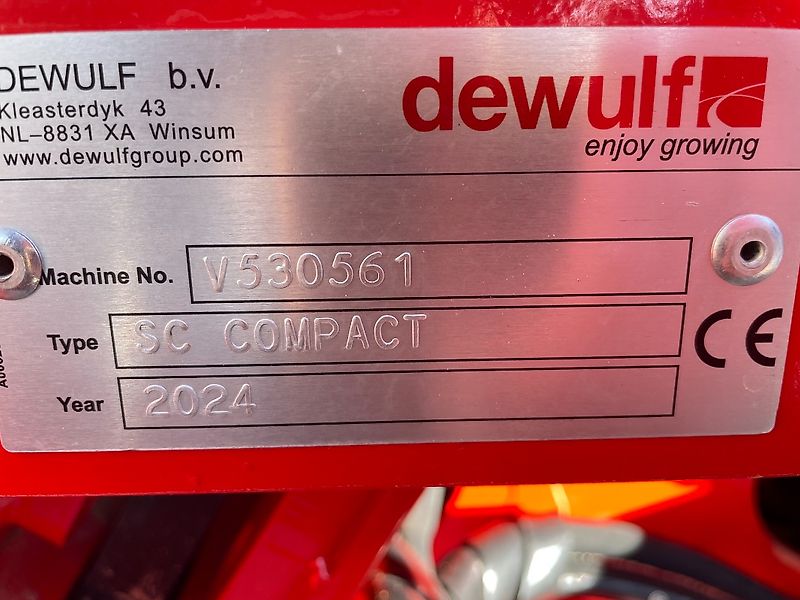 DEWULF b.v.
Kleasterdyk 43
NL-8831 XA Winsum
www.dewulfgroup.com
dewulf
enjoy growing
Machine No. V530561
Type SC COMPACT
CE
Year 2024